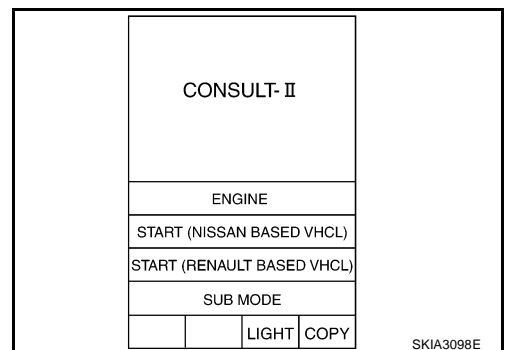 CONSULT-II
ENGINE
START (NISSAN BASED VHCL)
START (RENAULT BASED VHCL)
SUB MODE
LIGHT COPY
SKIA3098E